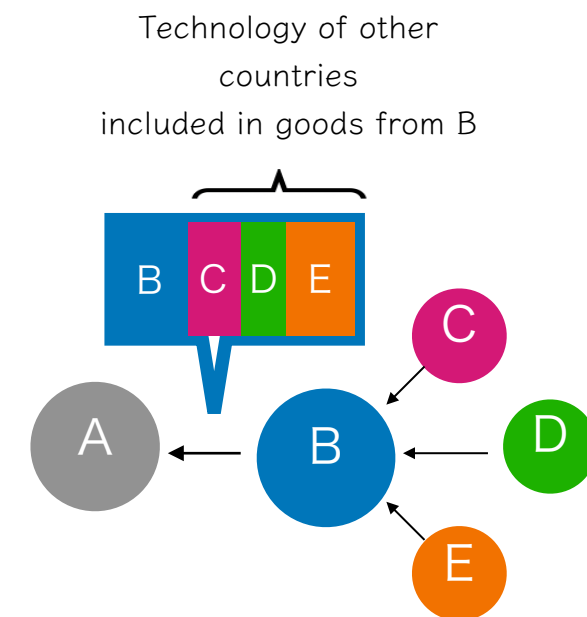 Technology of other
countries
included in goods from B
B C D E
C
A
B
D
E